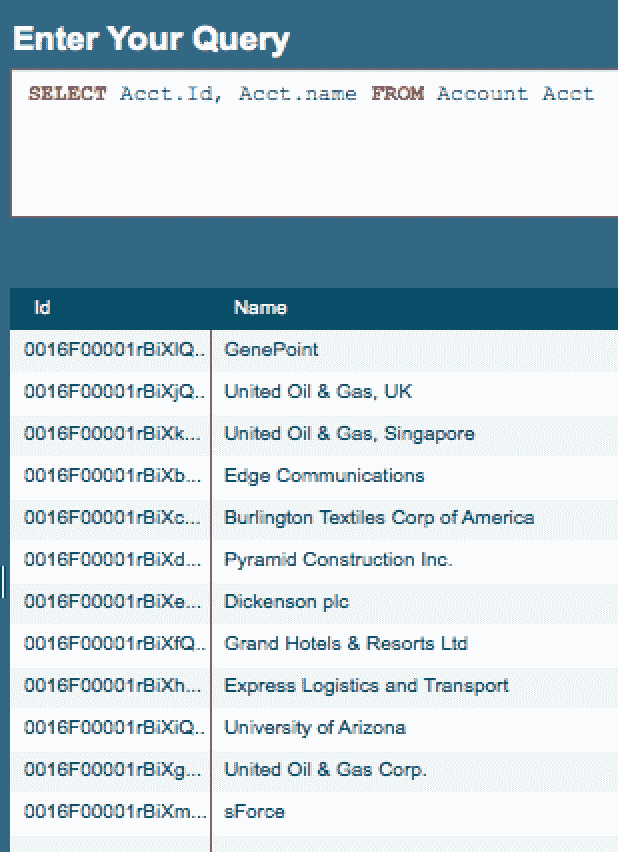 Enter Your Query
SELECT Acct.Id, Acct.name FROM Account Acct
Id Name
0016F00001rBiXlQ.. GenePoint
0016F00001rBiXjQ.. United Oil & Gas, UK
0016F00001rBiXk... United Oil & Gas, Singapore
0016F00001rBiXb... Edge Communications
0016F00001rBiXc... Burlington Textiles Corp of America
0016F00001rBiXd... Pyramid Construction Inc.
0016F00001rBiXe... Dickenson plc
0016F00001rBiXfQ.. Grand Hotels & Resorts Ltd
0016F00001rBiXh... Express Logistics and Transport
0016F00001rBiXiQ.. University of Arizona
0016F00001rBiXg... United Oil & Gas Corp.
0016F00001rBiXm... sForce